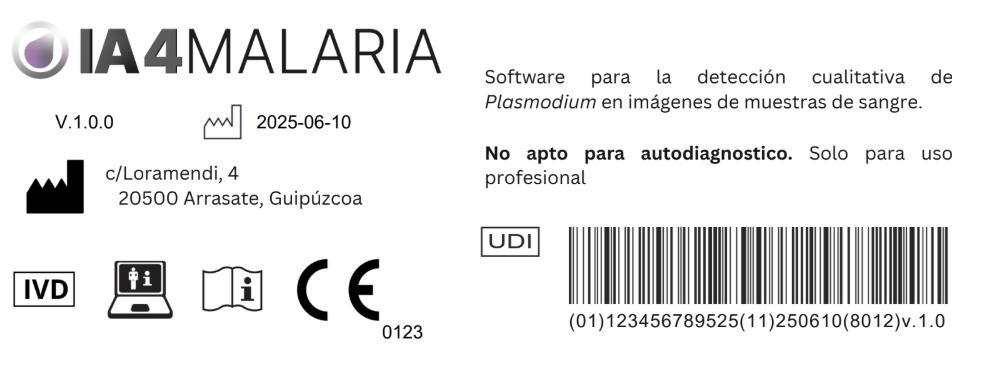 IA4MALARIA
V.1.0.0
2025-06-10
c/Loramendi, 4
20500 Arrasate, Guipúzcoa
IVD
i
i
CE
0123
Software para la detección cualitativa de
Plasmodium en imágenes de muestras de sangre.
No apto para autodiagnostico. Solo para uso
profesional
UDI
(01)123456789525(11)250610(8012)v.1.0